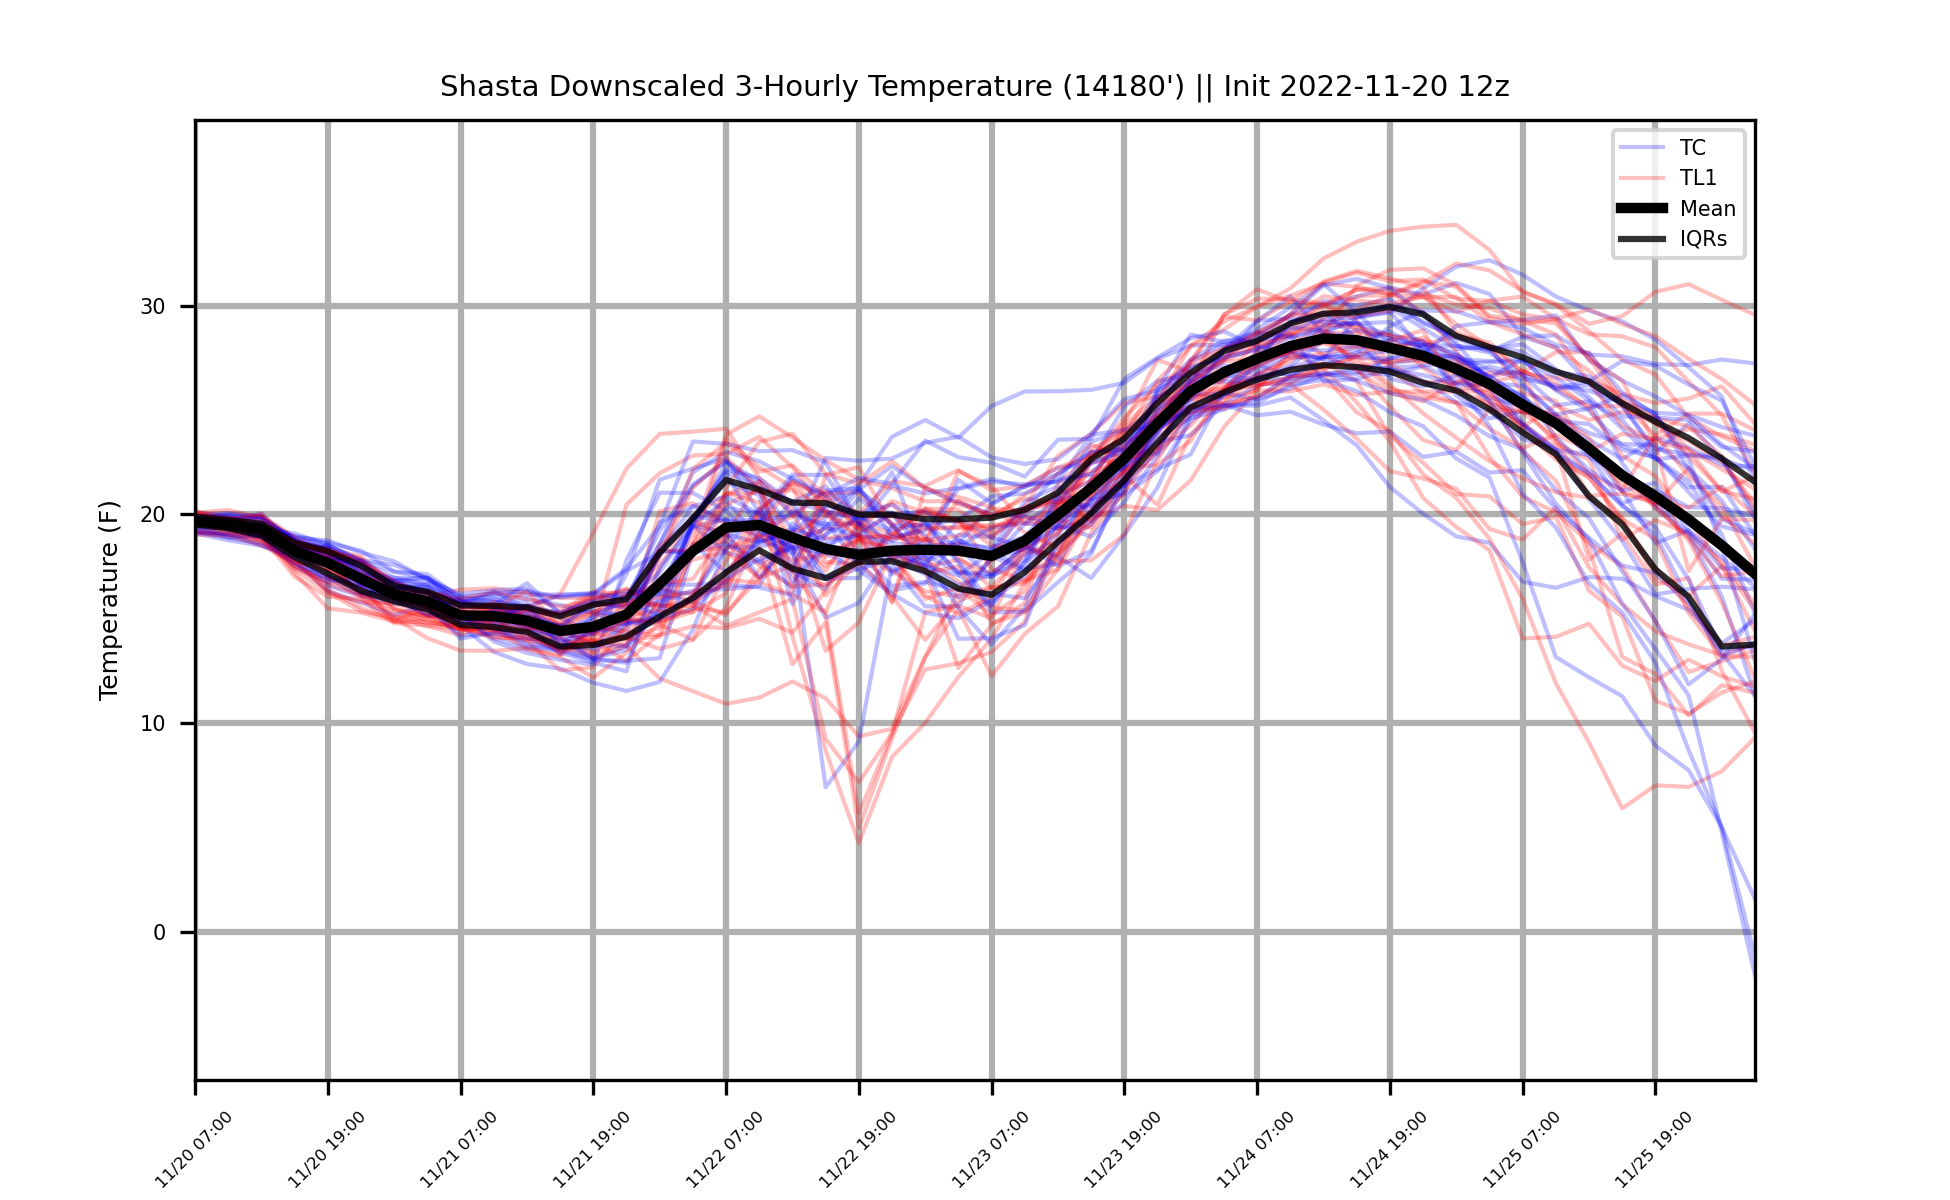 Shasta Downscaled 3-Hourly Temperature (14180') || Init 2022-11-20 12z
TC
TL1
Mean
IQRs
Temperature (F)
30
20
10
0
11/20 07:00
11/20 19:00
11/21 07:00
11/21 19:00
11/22 07:00
11/22 19:00
11/23 07:00
11/23 19:00
11/24 07:00
11/24 19:00
11/25 07:00
11/25 19:00